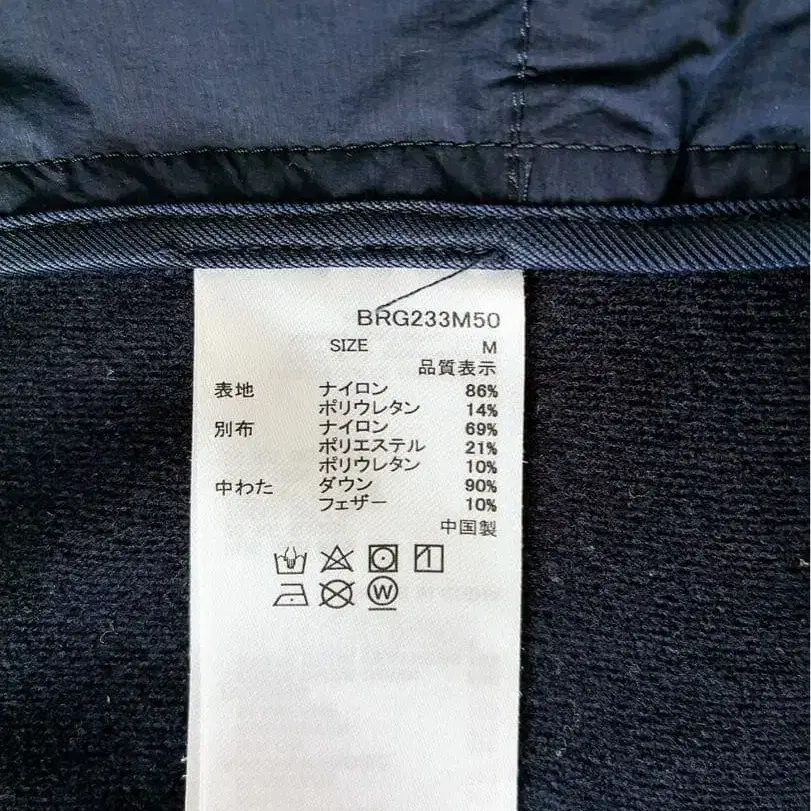 BRG233M50
SIZE M
品質表示
表地 ナイロン 86%
ポリウレタン 14%
別布 ナイロン 69%
ポリエステル 21%
ポリウレタン 10%
中わた ダウン 90%
フェザー 10%
中国製
W